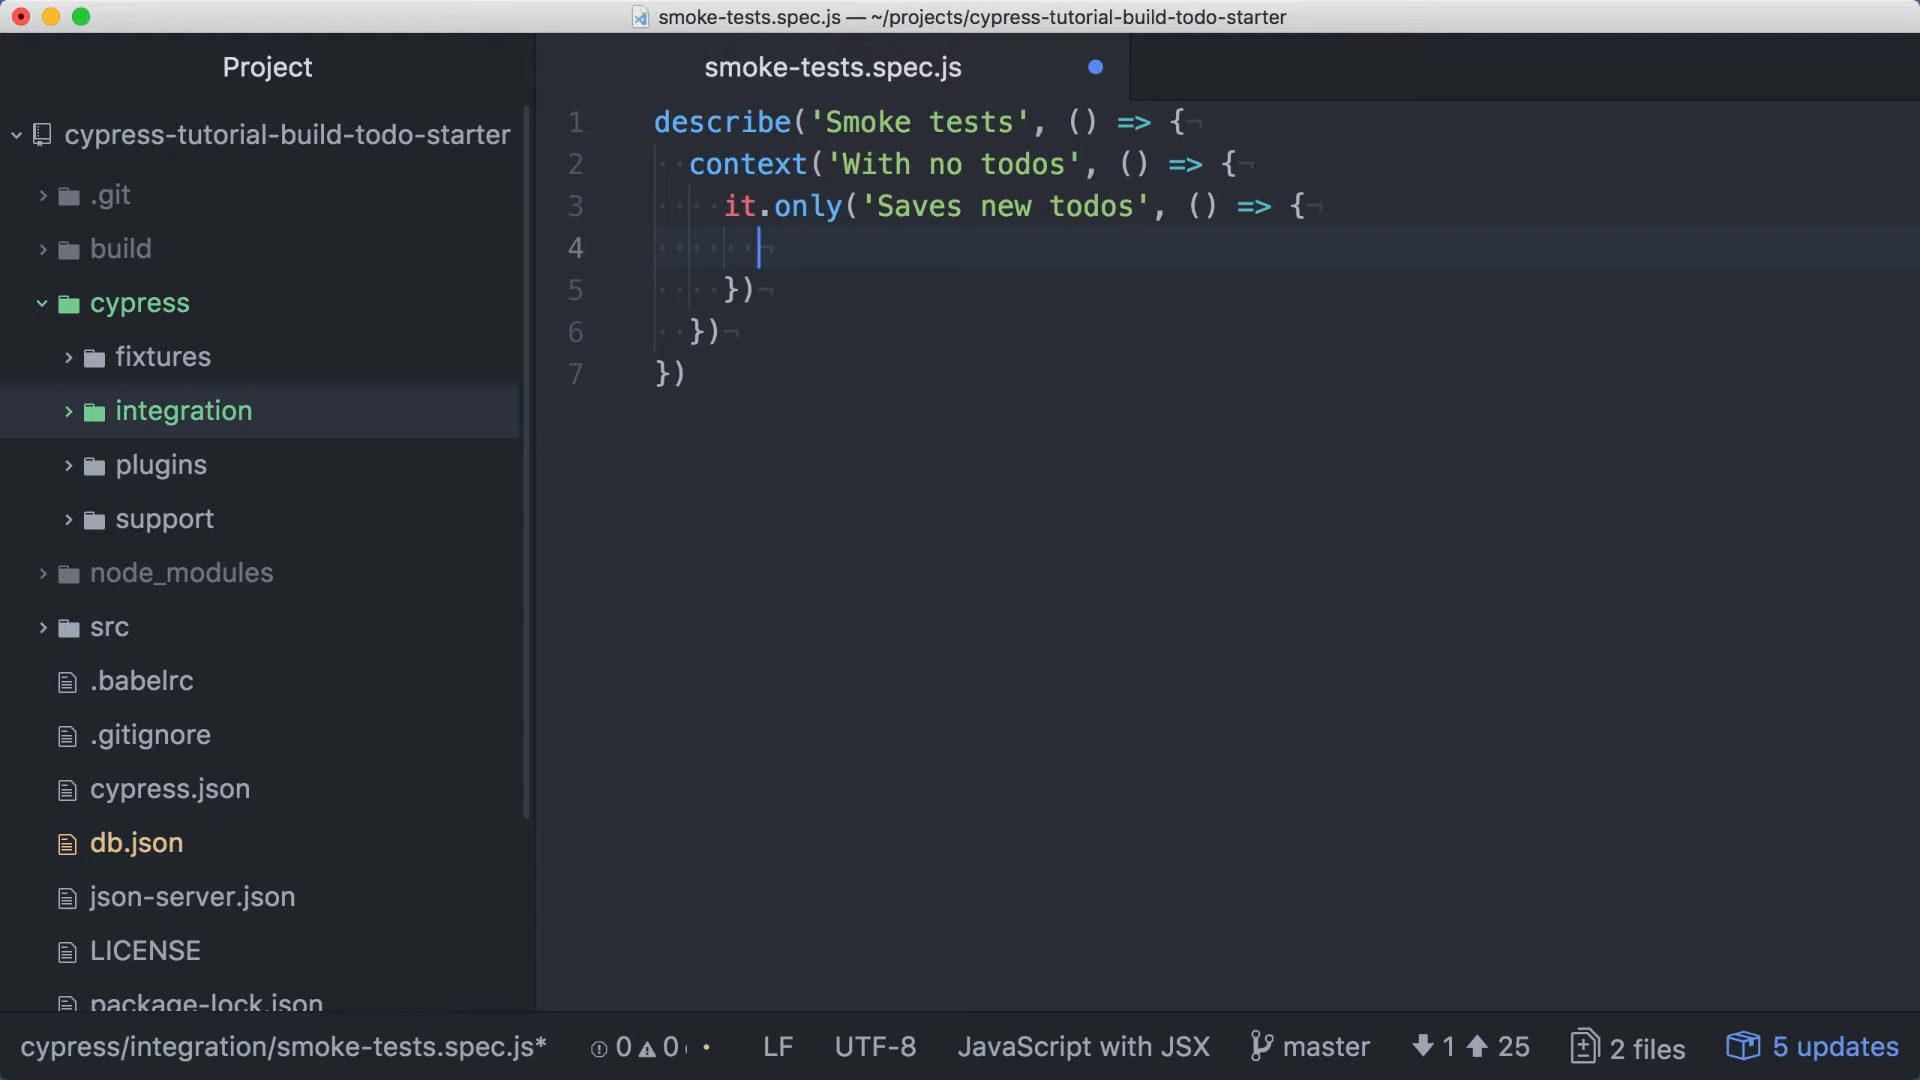 smoke-tests.spec.js — ~/projects/cypress-tutorial-build-todo-starter
Project
cypress-tutorial-build-todo-starter
.git
build
cypress
fixtures
integration
plugins
support
node_modules
src
.babelrc
.gitignore
cypress.json
db.json
json-server.json
LICENSE
package-lock.json
smoke-tests.spec.js
1 describe('Smoke tests', () => {¬
2 ··context('With no todos', () => {¬
3 ····it.only('Saves new todos', () => {¬
4 ······¬
5 ····})¬
6 ··})¬
7 })
cypress/integration/smoke-tests.spec.js* 0 0 LF UTF-8 JavaScript with JSX master 1 25 2 files 5 updates